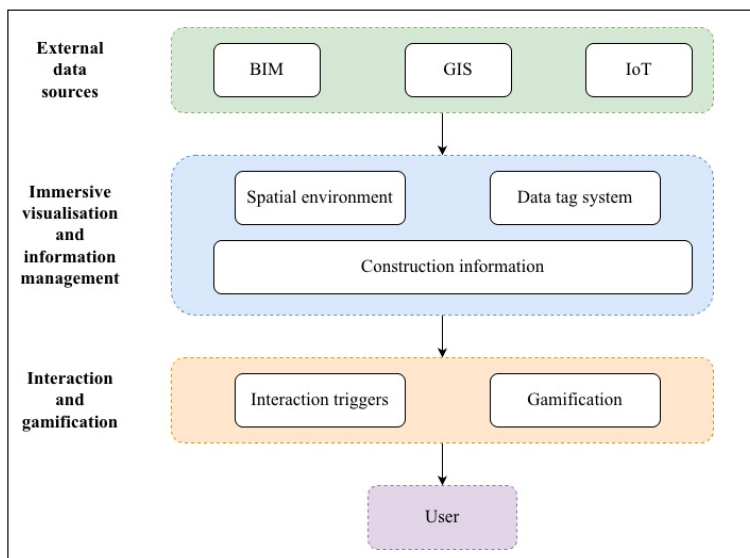 External
data
sources
BIM
GIS
IoT
Immersive
visualisation
and
information
management
Spatial environment
Data tag system
Construction information
Interaction
and
gamification
Interaction triggers
Gamification
User